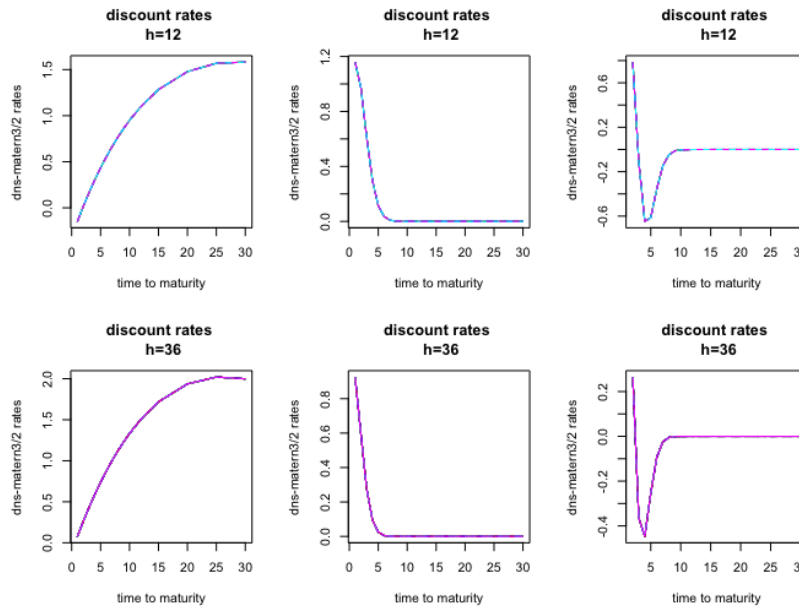 discount rates
h=12
dns-matern3/2 rates
0.0 0.5 1.0 1.5
0 5 10 15 20 25 30
time to maturity
discount rates
h=12
dns-matern3/2 rates
0.0 0.4 0.8 1.2
0 5 10 15 20 25 30
time to maturity
discount rates
h=12
dns-matern3/2 rates
-0.6 -0.2 0.2 0.6
5 10 15 20 25
time to maturity
discount rates
h=36
dns-matern3/2 rates
0.0 0.5 1.0 1.5 2.0
0 5 10 15 20 25 30
time to maturity
discount rates
h=36
dns-matern3/2 rates
0.0 0.2 0.4 0.6 0.8
0 5 10 15 20 25 30
time to maturity
discount rates
h=36
dns-matern3/2 rates
-0.4 -0.2 0.0 0.2
5 10 15 20 25
time to maturity